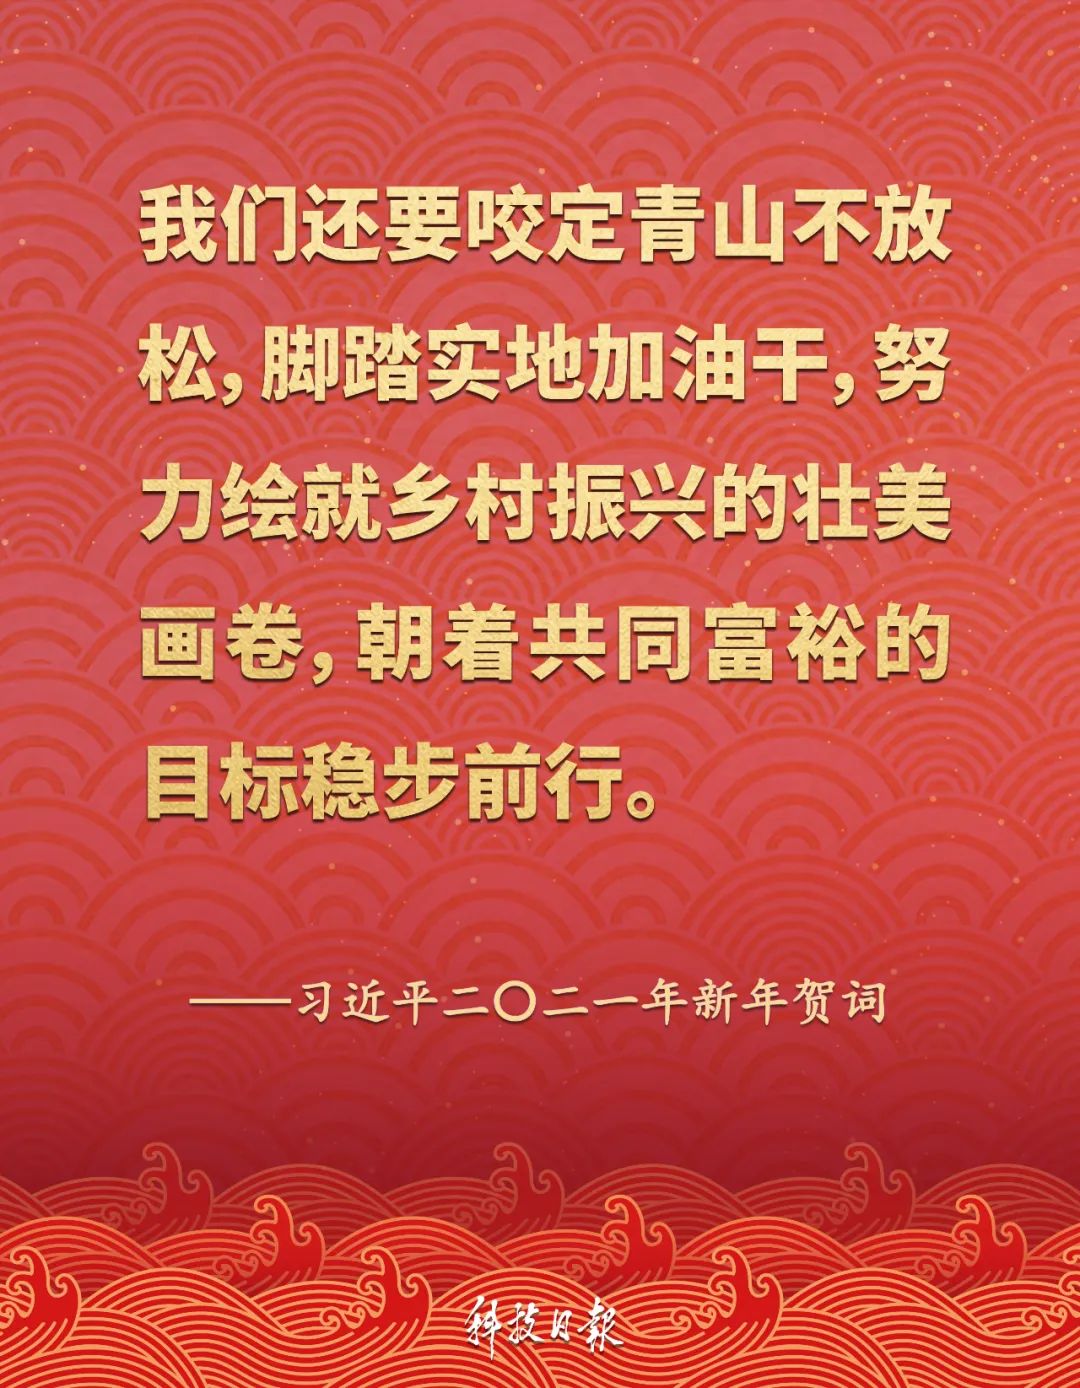 我们还要咬定青山不放
松,脚踏实地加油干,努
力绘就乡村振兴的壮美
画卷,朝着共同富裕的
目标稳步前行。
——习近平二〇二一年新年贺词
科技日報